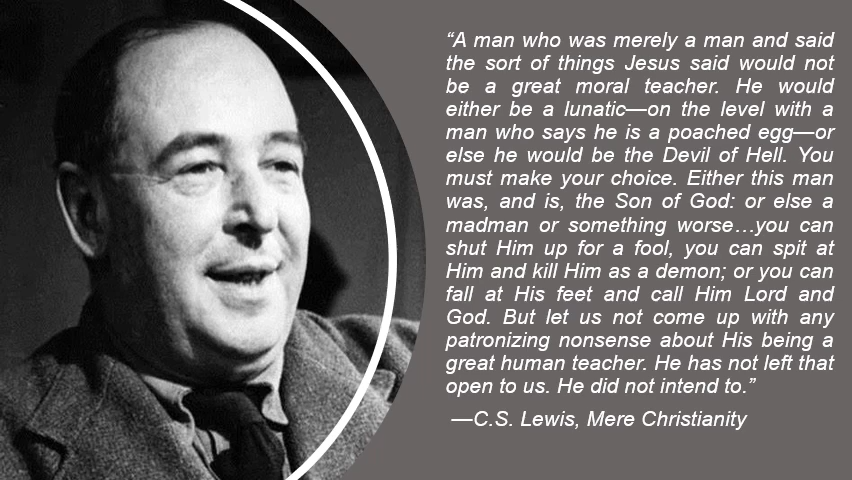 “A man who was merely a man and said
the sort of things Jesus said would not
be a great moral teacher. He would
either be a lunatic—on the level with a
man who says he is a poached egg—or
else he would be the Devil of Hell. You
must make your choice. Either this man
was, and is, the Son of God: or else a
madman or something worse…you can
shut Him up for a fool, you can spit at
Him and kill Him as a demon; or you can
fall at His feet and call Him Lord and
God. But let us not come up with any
patronizing nonsense about His being a
great human teacher. He has not left that
open to us. He did not intend to.”
—C.S. Lewis, Mere Christianity